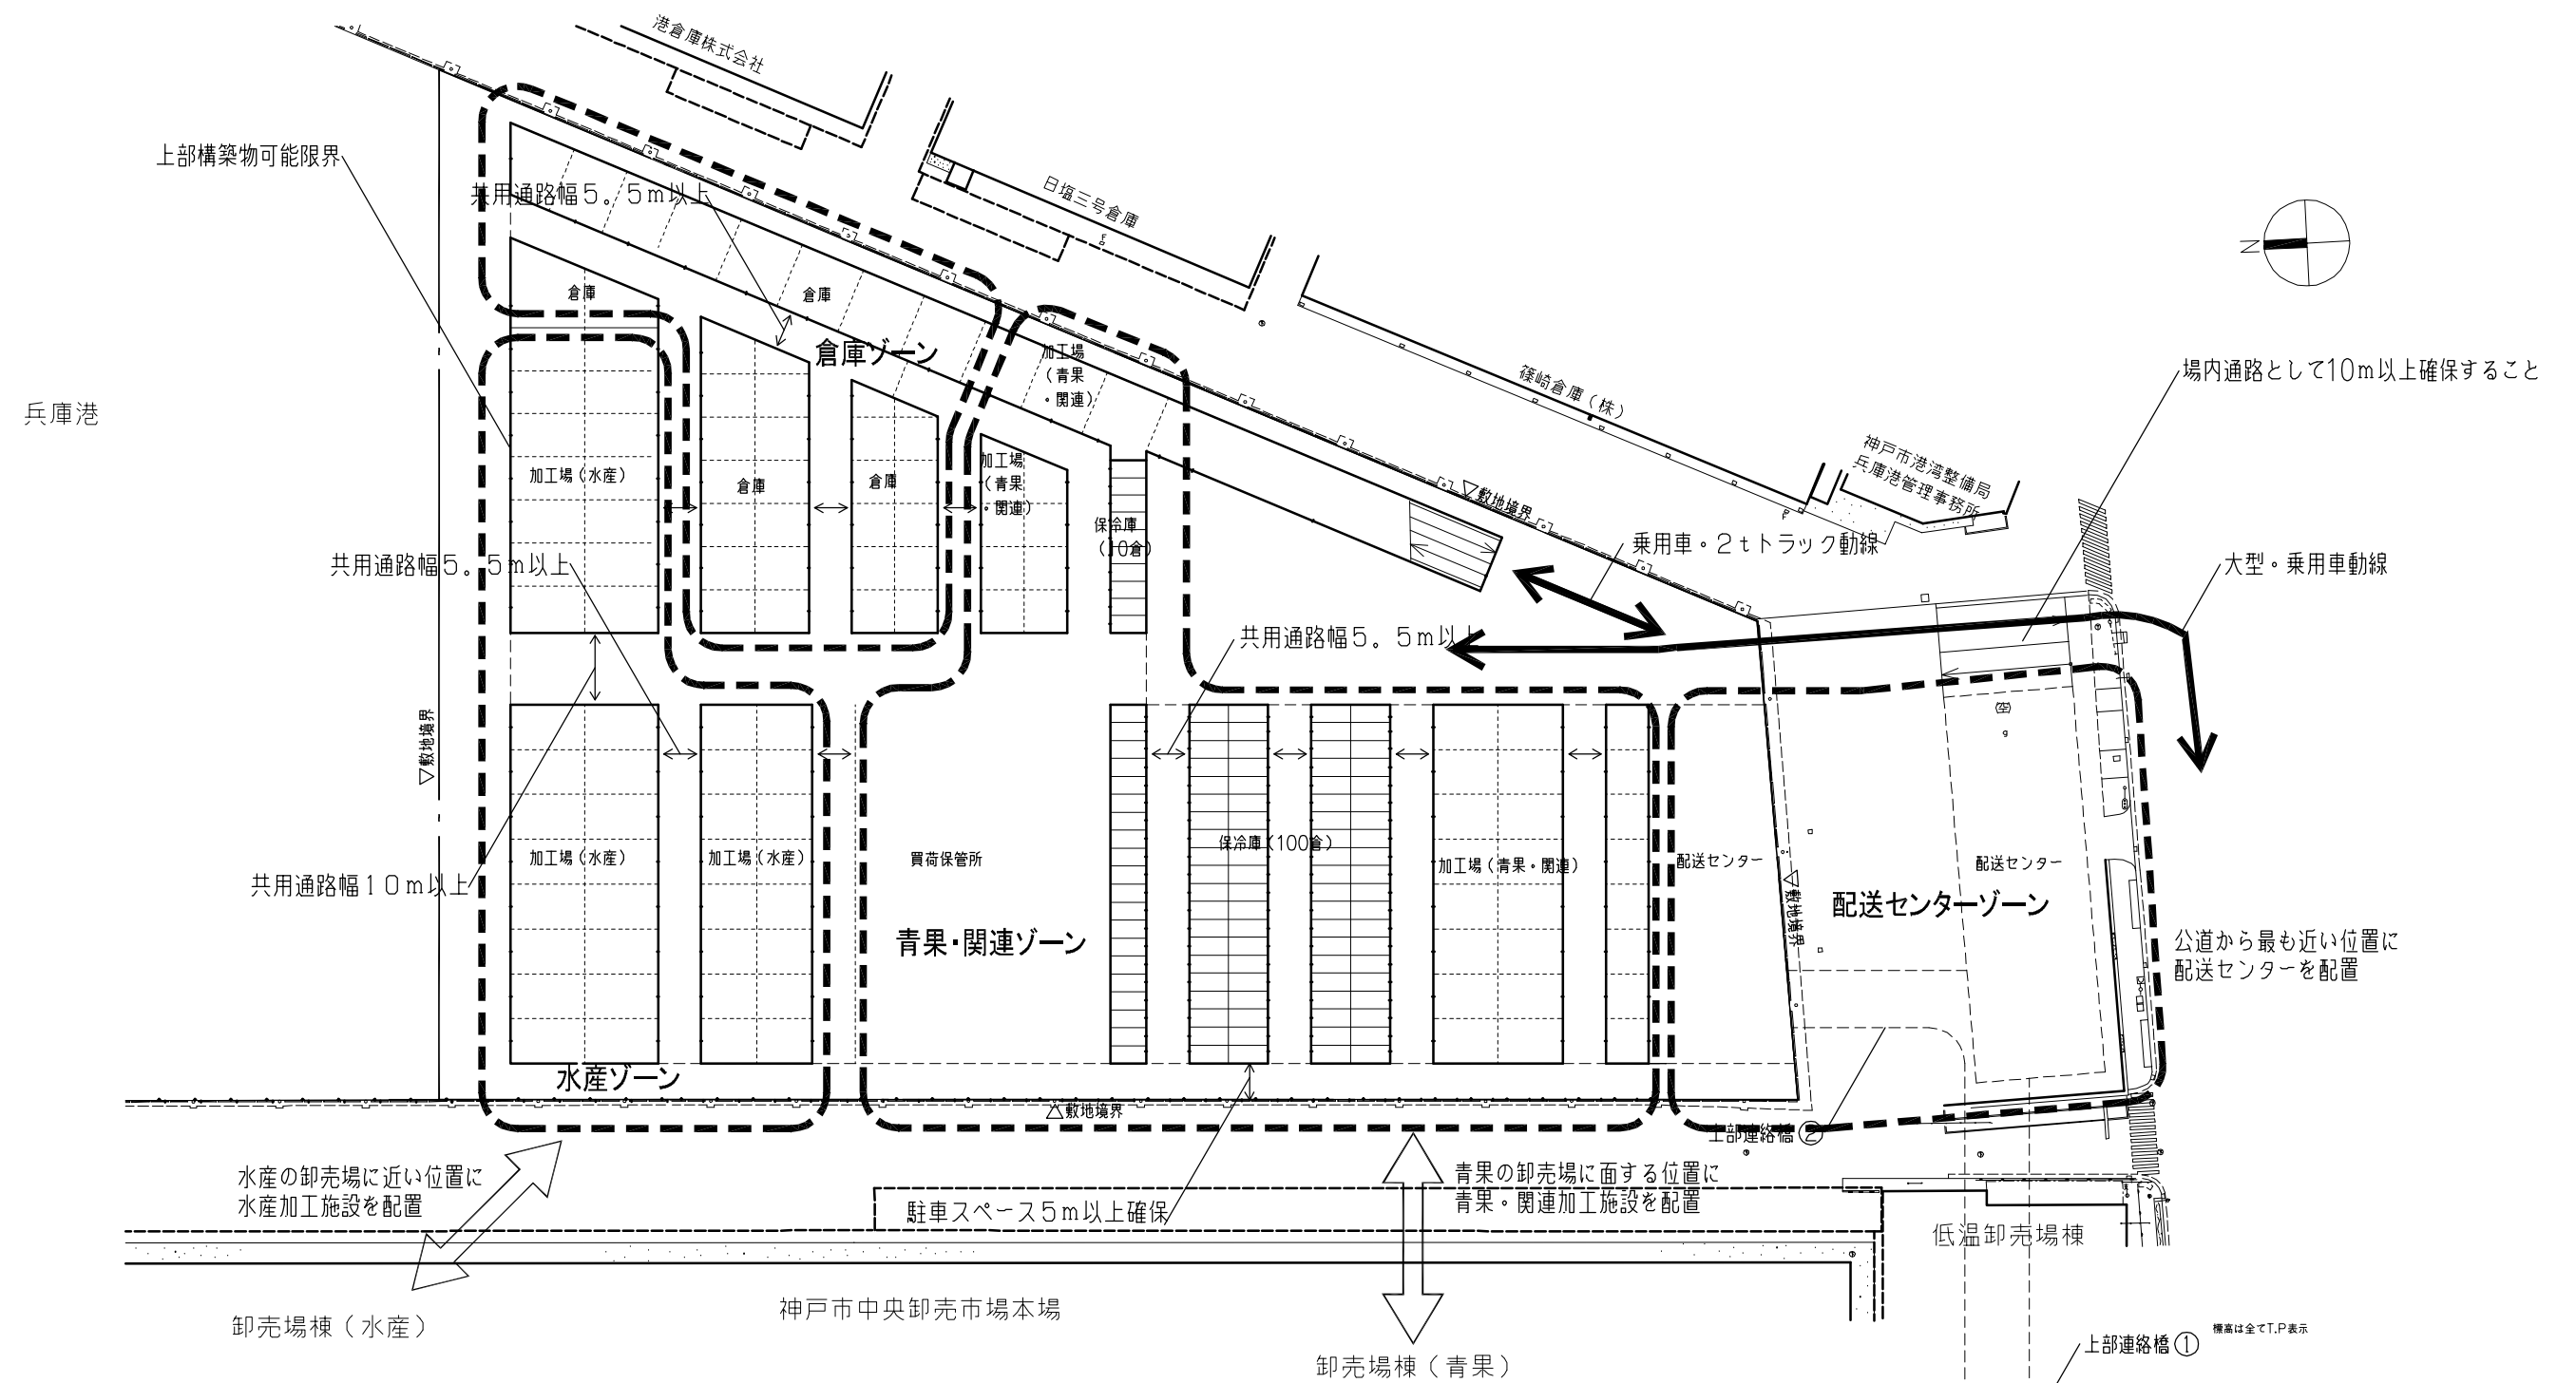 港倉庫株式会社
上部構築物可能限界
共用通路幅5。5m以上
日塩三号倉庫
F
N
倉庫
倉庫
倉庫ゾーン
加工場
(青果
・関連)
場内通路として10m以上確保すること
篠崎倉庫(株)
兵庫港
神戸市港湾整備局
兵庫港管理事務所
加工場(水産)
倉庫
倉庫
加工場
(青果
・関連)
▽敷地境界
保冷庫
(10倉)
乗用車・2tトラック動線
共用通路幅5。5m以上
大型・乗用車動線
共用通路幅5。5m以上
▽敷地境界
(空)
g
加工場(水産)
加工場(水産)
買荷保管所
保冷庫(100倉)
加工場(青果・関連)
配送センター
配送センター
共用通路幅10m以上
▽敷地境界
配送センターゾーン
青果・関連ゾーン
公道から最も近い位置に
配送センターを配置
水産ゾーン
△敷地境界
上部連絡橋②
水産の卸売場に近い位置に
水産加工施設を配置
青果の卸売場に面する位置に
青果・関連加工施設を配置
駐車スペース5m以上確保
低温卸売場棟
神戸市中央卸売市場本場
卸売場棟(水産)
卸売場棟(青果)
標高は全てT.P表示
上部連絡橋①